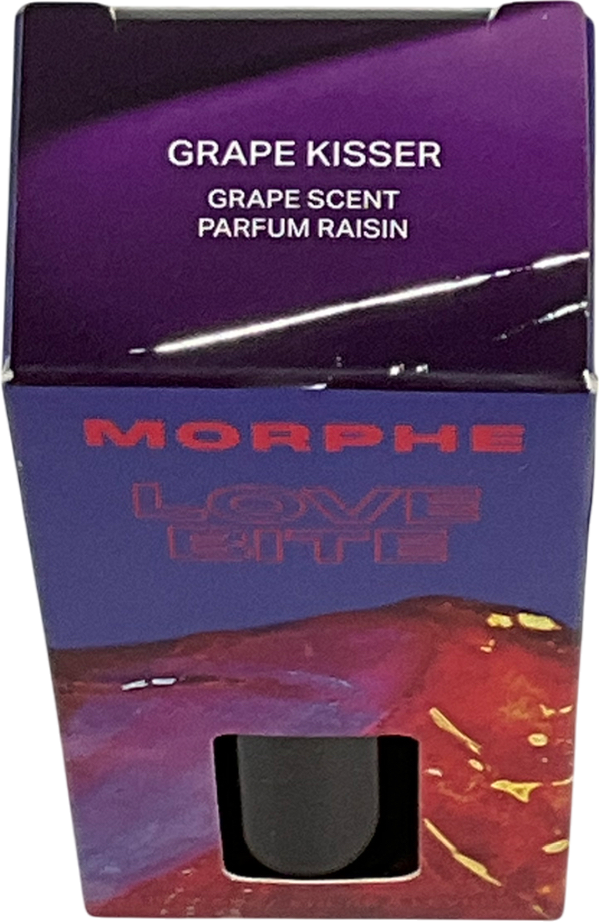 GRAPE KISSER
GRAPE SCENT
PARFUM RAISIN
MORPHE
LOVE
BITE